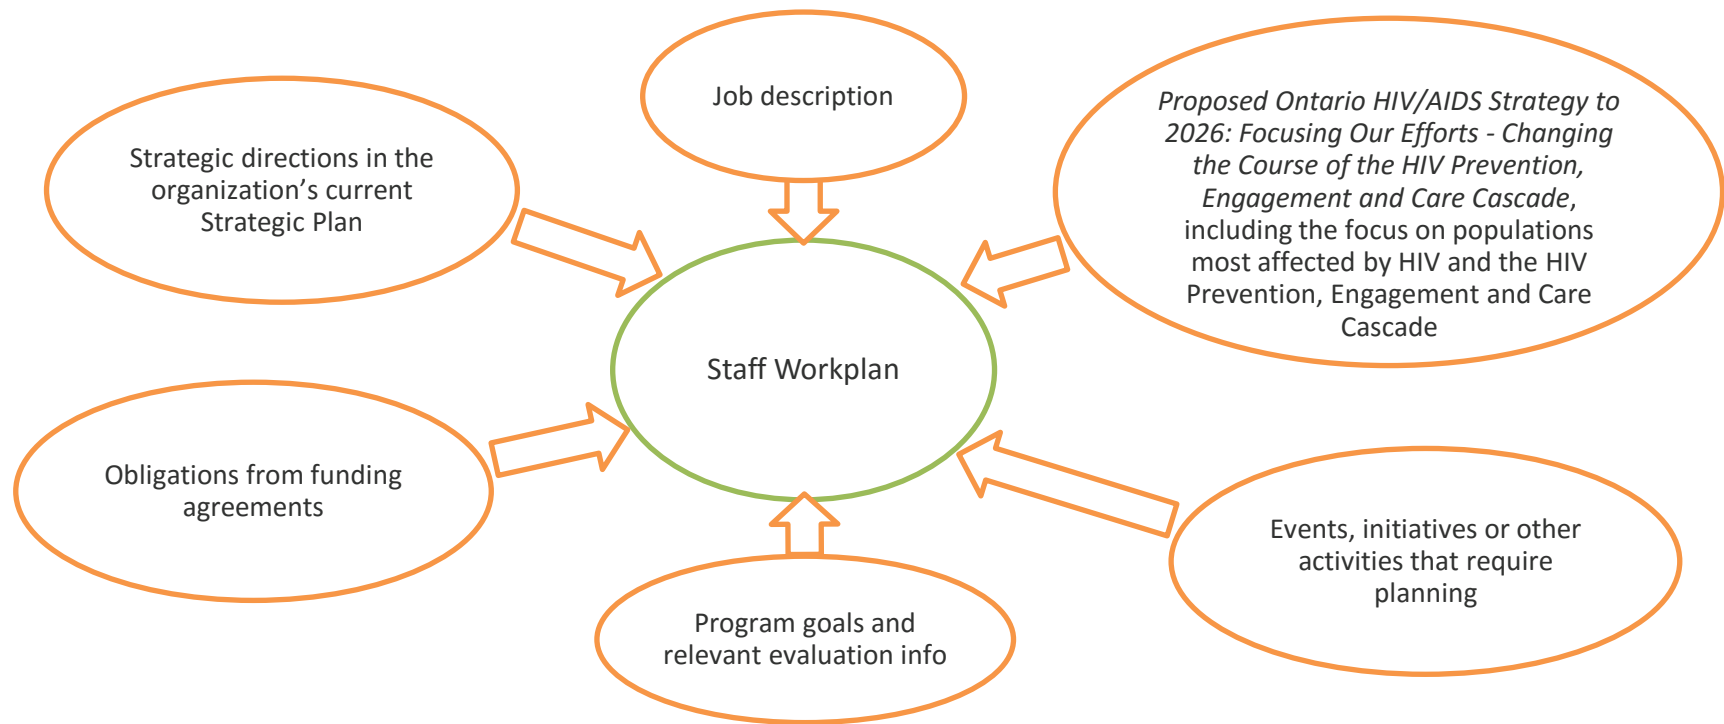 Job description
Strategic directions in the
organization’s current
Strategic Plan
Proposed Ontario HIV/AIDS Strategy to
2026: Focusing Our Efforts - Changing
the Course of the HIV Prevention,
Engagement and Care Cascade,
including the focus on populations
most affected by HIV and the HIV
Prevention, Engagement and Care
Cascade
Staff Workplan
Obligations from funding
agreements
Events, initiatives or other
activities that require
planning
Program goals and
relevant evaluation info